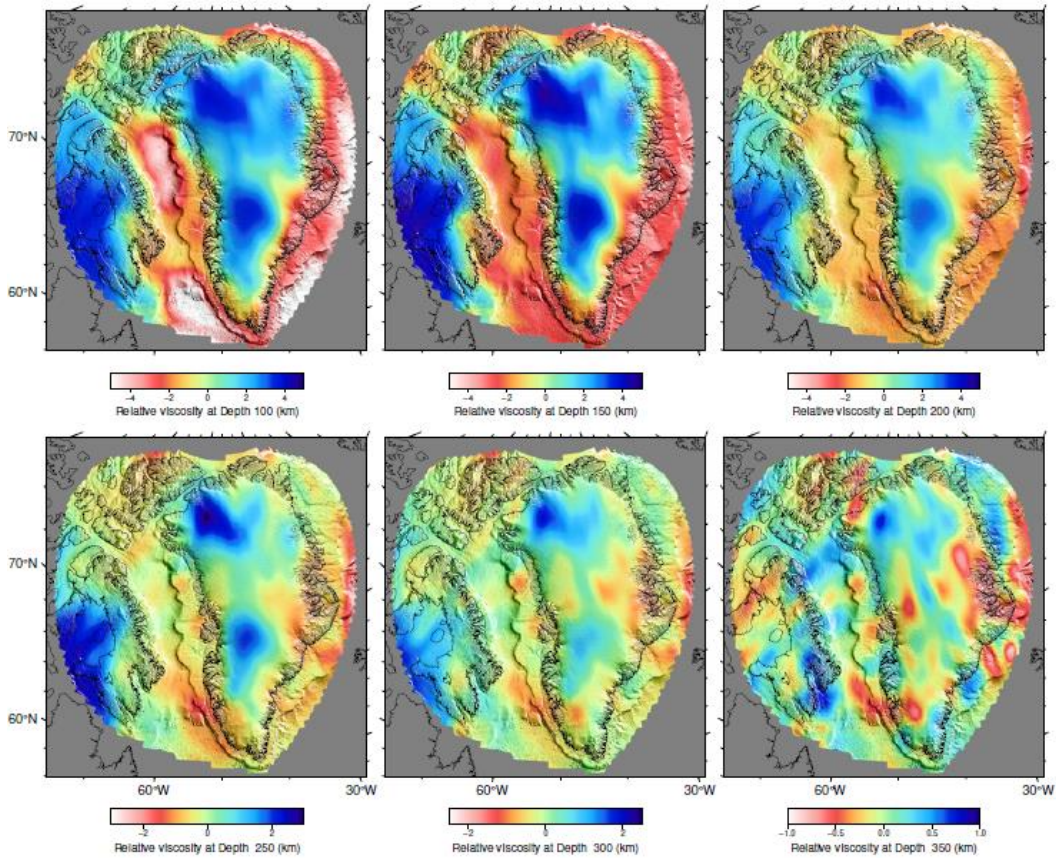 70°N
60°N
−4 −2 0 2 4
−4 −2 0 2 4
−4 −2 0 2 4
Relative viscosity at Depth 100 (km)
Relative viscosity at Depth 150 (km)
Relative viscosity at Depth 200 (km)
70°N
60°N
60°W 30°W
60°W 30°W
60°W 30°W
−2 0 2
−2 0 2
−1.0 −0.5 0.0 0.5 1.0
Relative viscosity at Depth 250 (km)
Relative viscosity at Depth 300 (km)
Relative viscosity at Depth 350 (km)